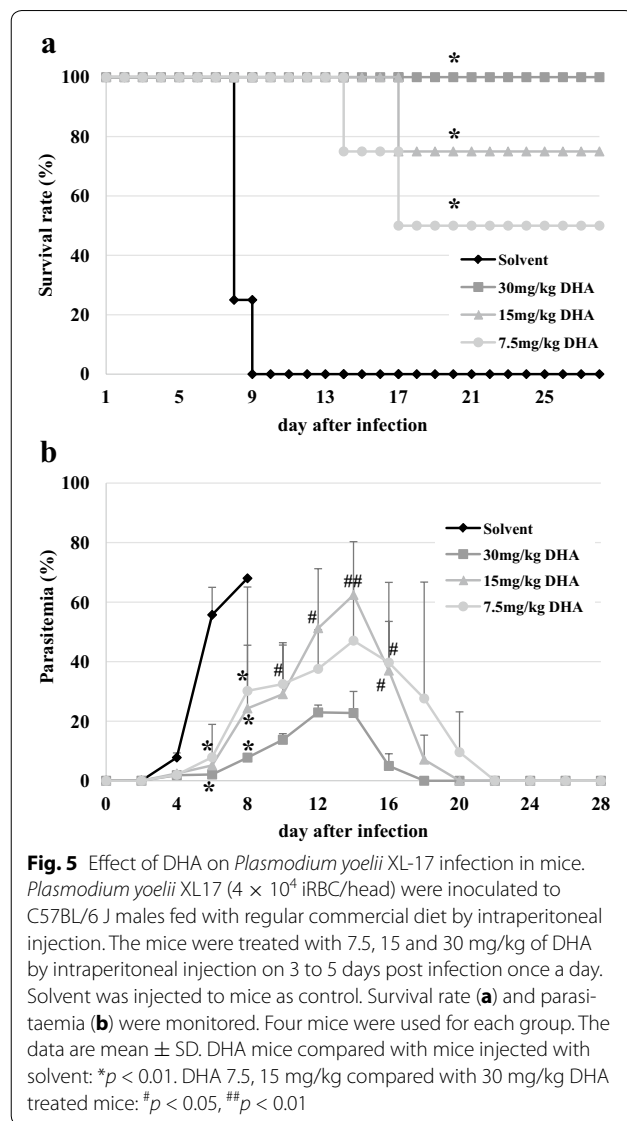 a
*
100
80
*
60
*
40
20
0
Survival rate (%)
Solvent
30mg/kg DHA
15mg/kg DHA
7.5mg/kg DHA
1 5 9 13 17 21 25
day after infection
b
100
80
60
40
20
0
Parasitemia (%)
Solvent
30mg/kg DHA
15mg/kg DHA
7.5mg/kg DHA
##
#
#
#
#
*
*
*
*
*
0 4 8 12 16 20 24 28
day after infection
Fig. 5 Effect of DHA on Plasmodium yoelii XL-17 infection in mice.
Plasmodium yoelii XL17 (4 × 10⁴ iRBC/head) were inoculated to
C57BL/6 J males fed with regular commercial diet by intraperitoneal
injection. The mice were treated with 7.5, 15 and 30 mg/kg of DHA
by intraperitoneal injection on 3 to 5 days post infection once a day.
Solvent was injected to mice as control. Survival rate (a) and parasi-
taemia (b) were monitored. Four mice were used for each group. The
data are mean ± SD. DHA mice compared with mice injected with
solvent: *p < 0.01. DHA 7.5, 15 mg/kg compared with 30 mg/kg DHA
treated mice: #p < 0.05, ##p < 0.01